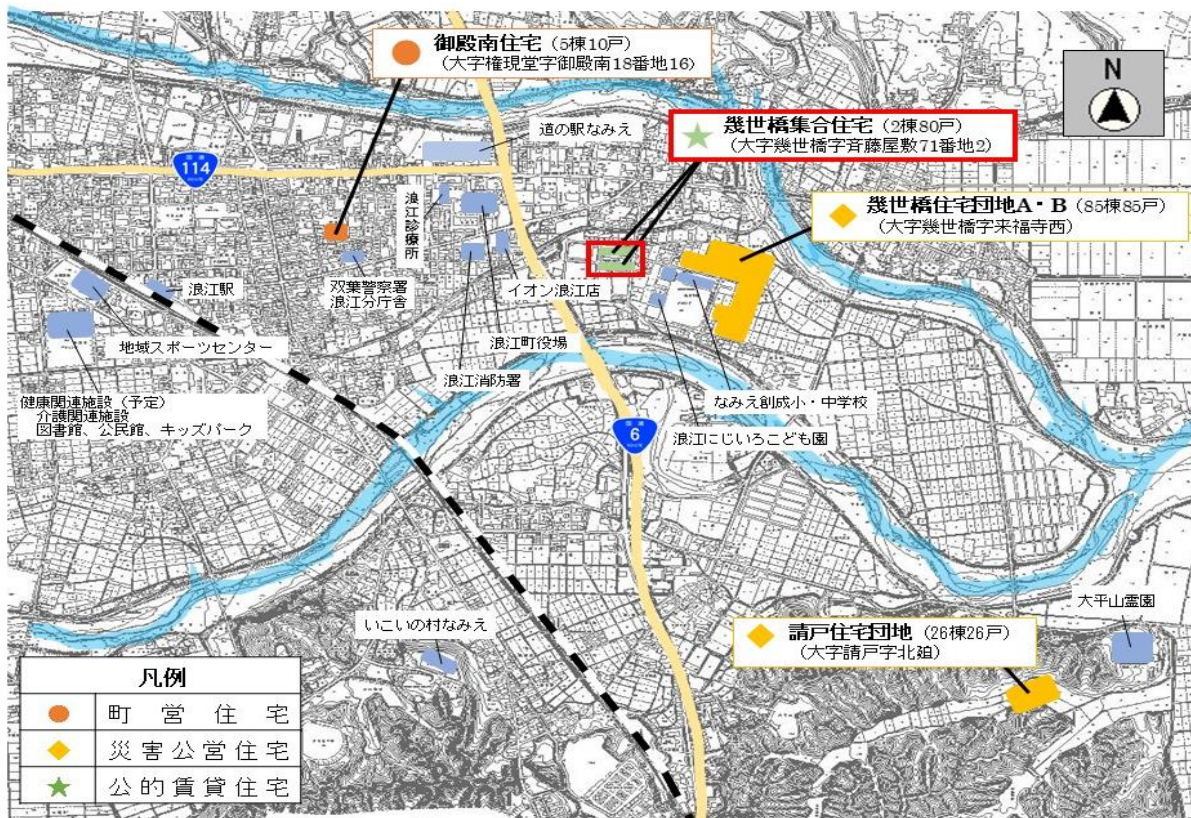 御殿南住宅 (5棟10戸)
(大字権現堂字御殿南18番地16)
N
道の駅なみえ
幾世橋集合住宅 (2棟80戸)
(大字幾世橋字斉藤屋敷71番地2)
国道
114
浪江診療所
幾世橋住宅団地A・B (85棟85戸)
(大字幾世橋字来福寺西)
浪江駅
双葉警察署
浪江分庁舎
イオン浪江店
地域スポーツセンター
浪江町役場
浪江消防署
なみえ創成小・中学校
健康関連施設(予定)
介護関連施設
図書館、公民館、キッズパーク
国道
6
浪江にじいろこども園
大平山霊園
いこいの村なみえ
請戸住宅団地 (26棟26戸)
(大字請戸字北迫)
凡例
町営住宅
災害公営住宅
公的賃貸住宅